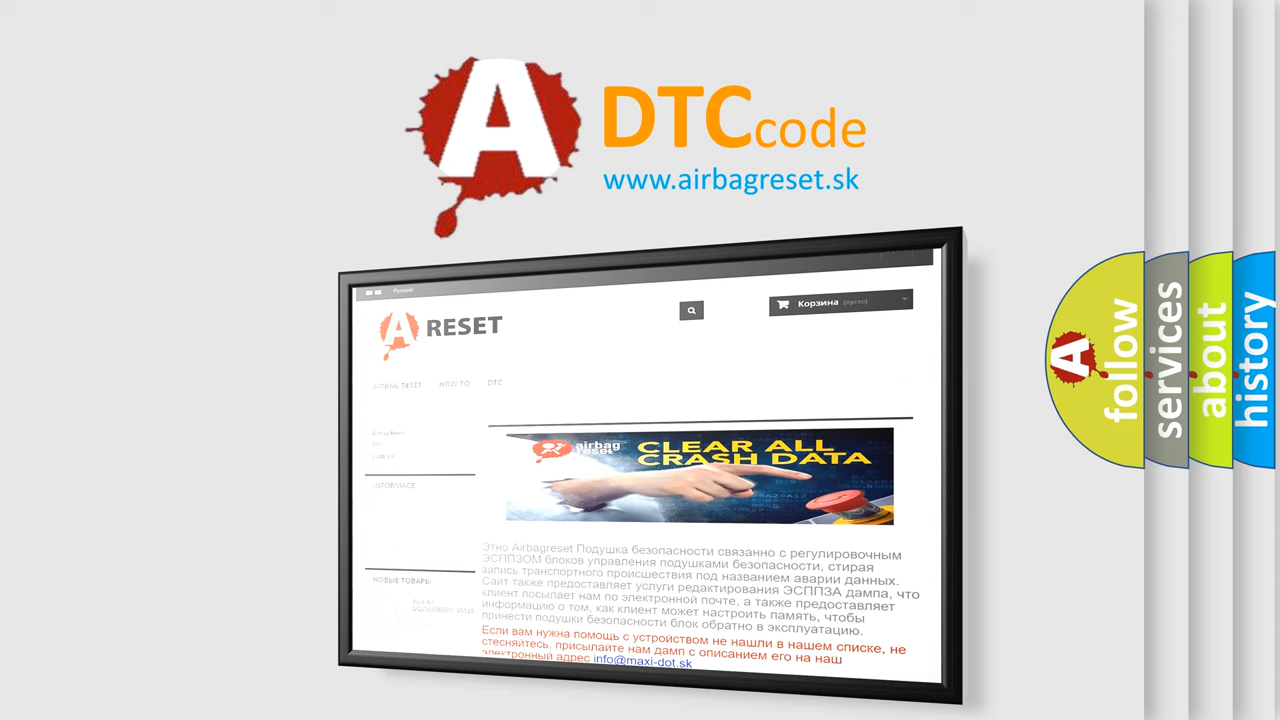 A DTC code
www.airbagreset.sk
Русский
A RESET
Корзина (пусто)
AIRBAG RESET HOW TO DTC
INFORMACE
airbag
reset
CLEAR ALL
CRASH DATA
Этно Airbagreset Подушка безопасности связанно с регулировочным
ЭСППЗОМ блоков управления подушками безопасности, стирая
запись транспортного происшествия под названием аварии данных.
Сайт также предоставляет услуги редактирования ЭСППЗА дампа, что
клиент посылает нам по электронной почте, а также предоставляет
информацию о том, как клиент может настроить память, чтобы
принести подушки безопасности блок обратно в эксплуатацию.
Если вам нужна помощь с устройством не нашли в нашем списке, не
стесняйтесь, присылайте нам дамп с описанием его на наш
электронный адрес info@maxi-dot.sk
НОВЫЕ ТОВАРЫ
A
follow
services
about
history